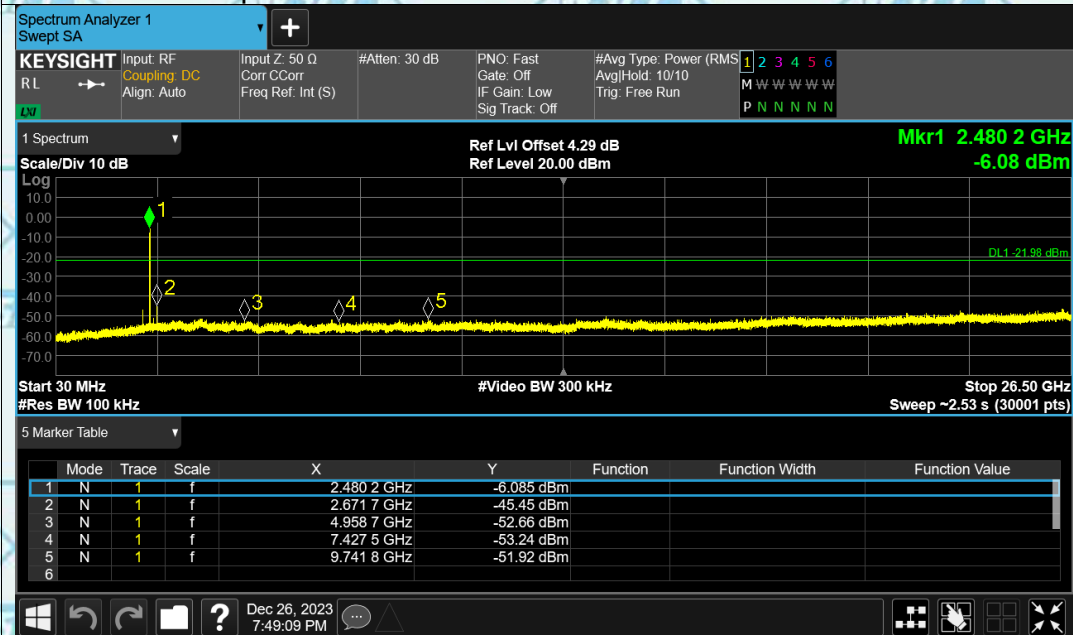 Spectrum Analyzer 1
Swept SA
+
KEYSIGHT Input: RF Input Z: 50 Ω #Atten: 30 dB PNO: Fast #Avg Type: Power (RMS 1 2 3 4 5 6
RL Coupling: DC Corr CCorr Gate: Off Avg|Hold: 10/10 M W W W W W
Align: Auto Freq Ref: Int (S) IF Gain: Low Trig: Free Run
LXI Sig Track: Off P N N N N N
1 Spectrum
Ref Lvl Offset 4.29 dB Mkr1 2.480 2 GHz
Scale/Div 10 dB Ref Level 20.00 dBm -6.08 dBm
Log
10.0
1
0.00
-10.0
-20.0 DL1 -21.98 dBm
-30.0
2
-40.0
3 4 5
-50.0
-60.0
-70.0
Start 30 MHz #Video BW 300 kHz Stop 26.50 GHz
#Res BW 100 kHz Sweep ~2.53 s (30001 pts)
5 Marker Table
Mode Trace Scale X Y Function Function Width Function Value
1 N 1 f 2.480 2 GHz -6.085 dBm
2 N 1 f 2.671 7 GHz -45.45 dBm
3 N 1 f 4.958 7 GHz -52.66 dBm
4 N 1 f 7.427 5 GHz -53.24 dBm
5 N 1 f 9.741 8 GHz -51.92 dBm
6
? Dec 26, 2023
7:49:09 PM